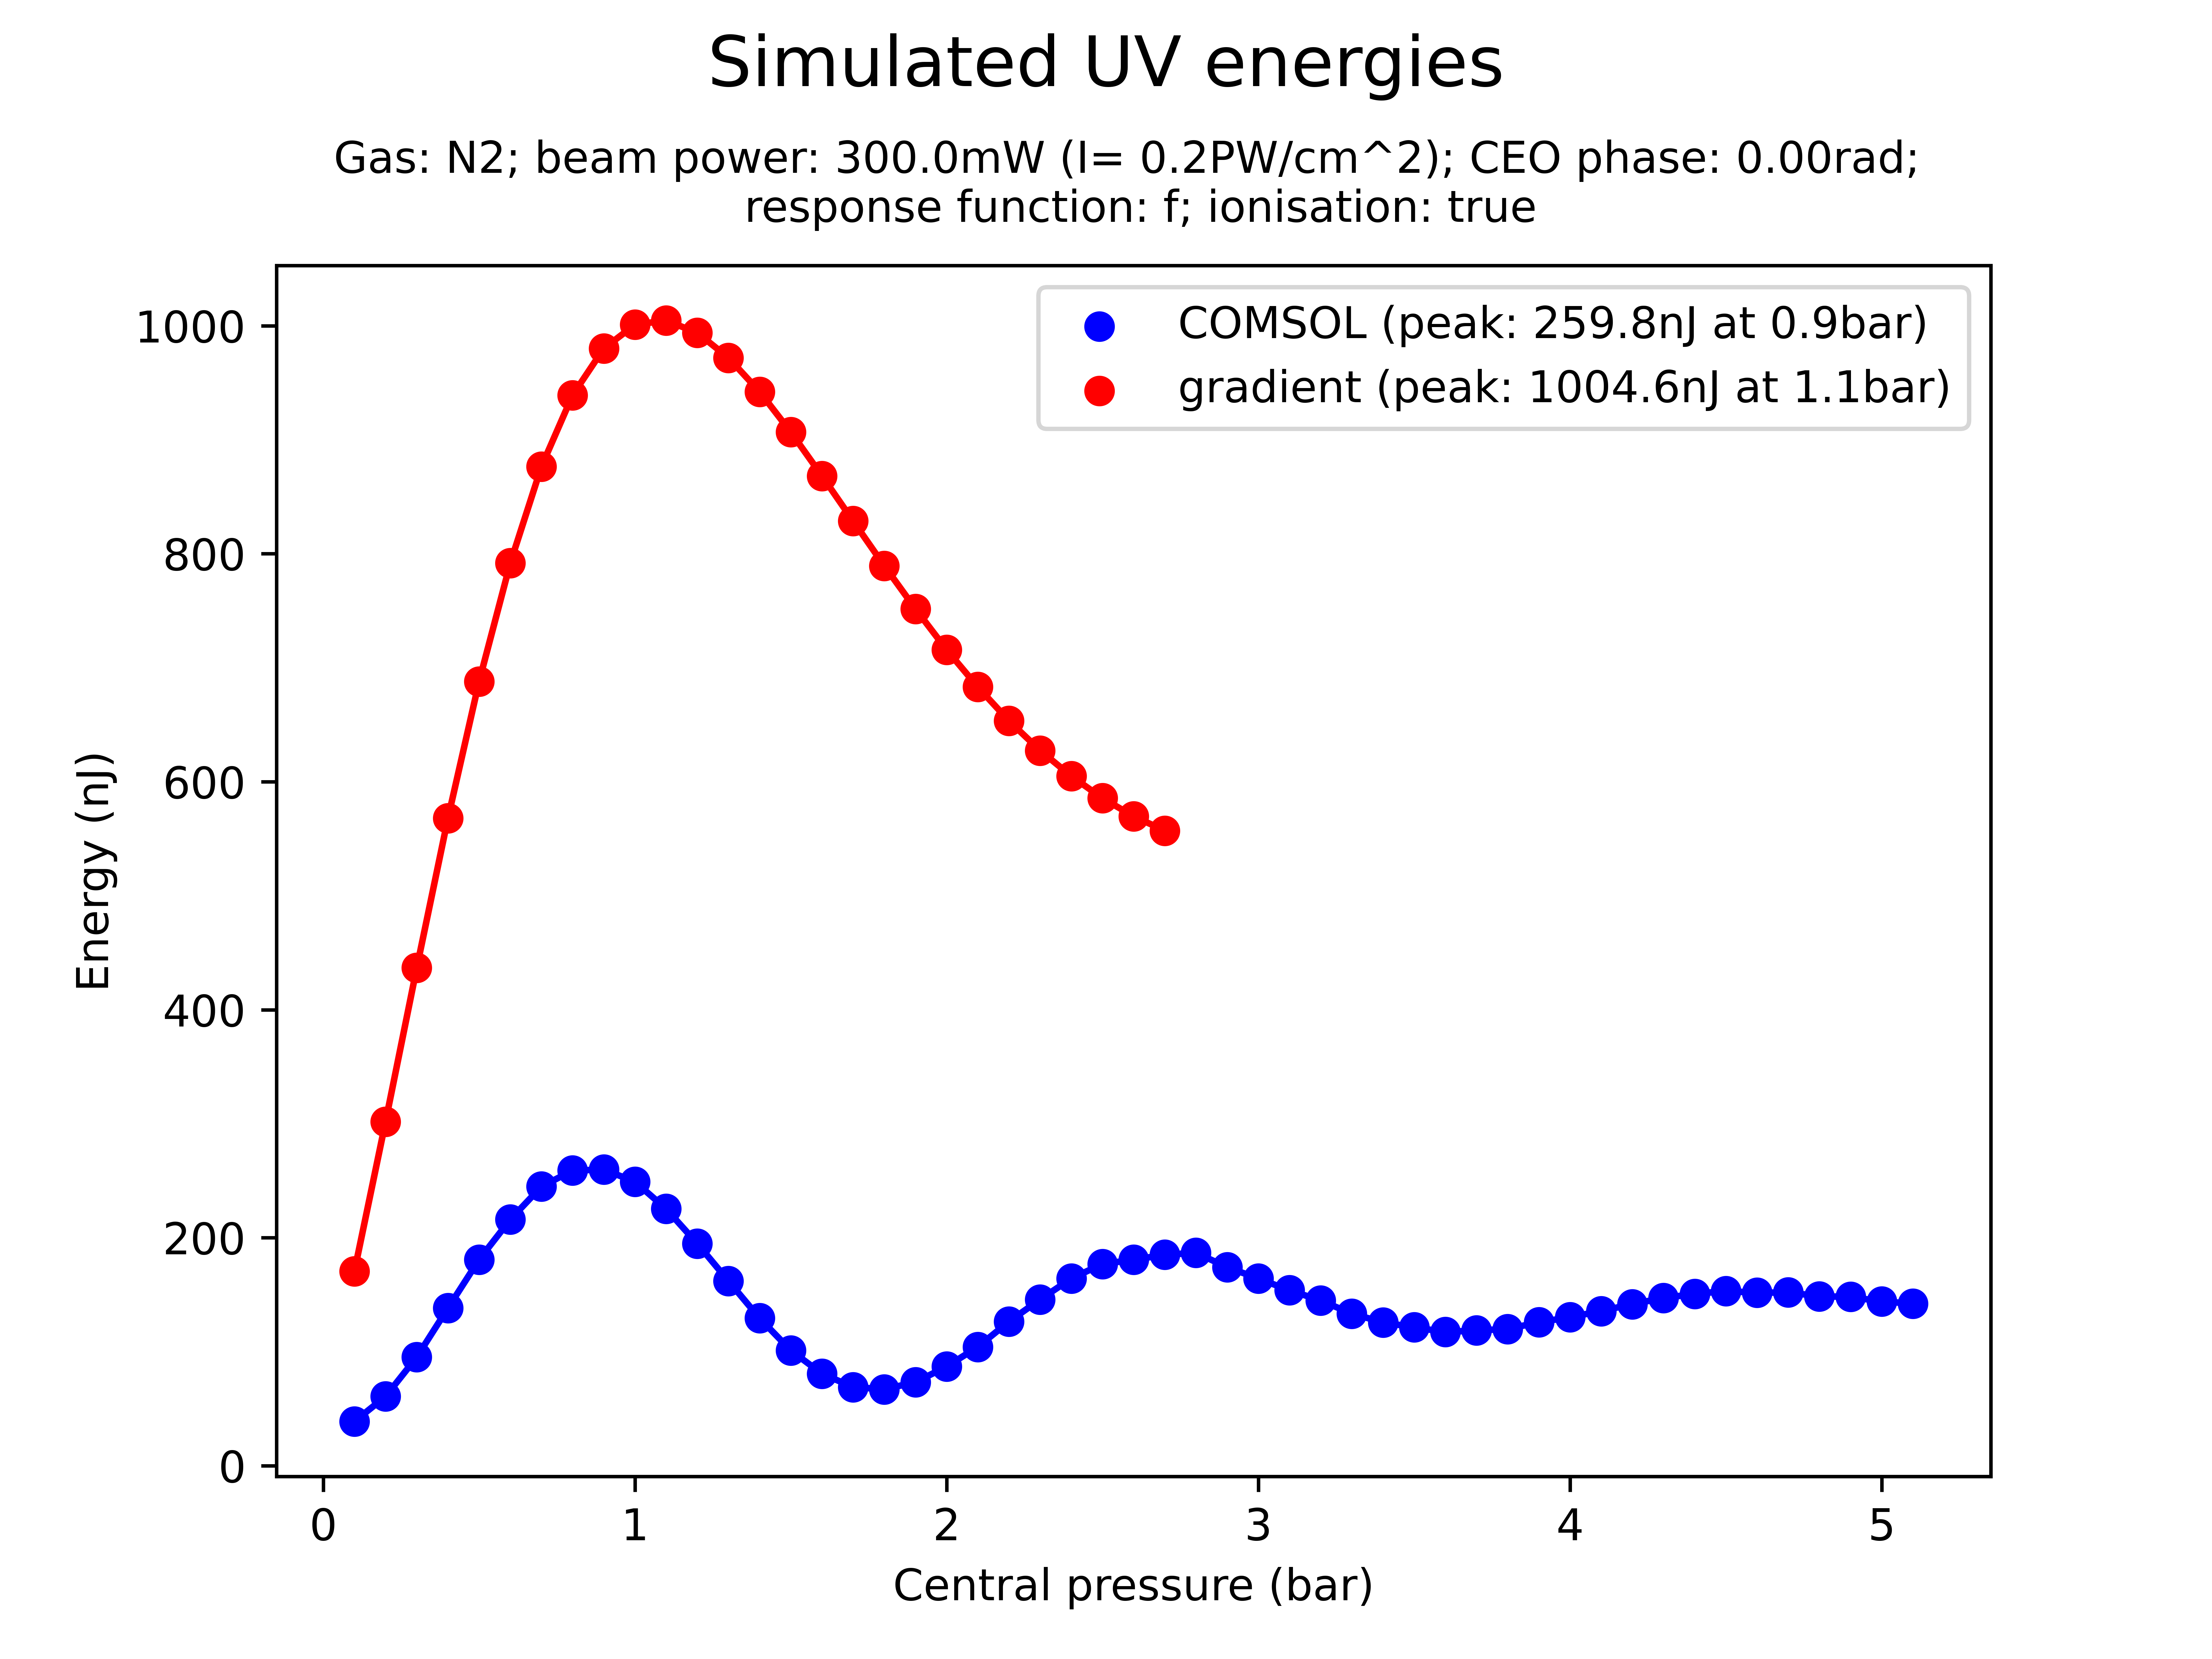 Simulated UV energies
Gas: N2; beam power: 300.0mW (I= 0.2PW/cm^2); CEO phase: 0.00rad;
response function: f; ionisation: true
COMSOL (peak: 259.8nJ at 0.9bar)
gradient (peak: 1004.6nJ at 1.1bar)
1000
800
600
400
200
0
Energy (nJ)
0 1 2 3 4 5
Central pressure (bar)